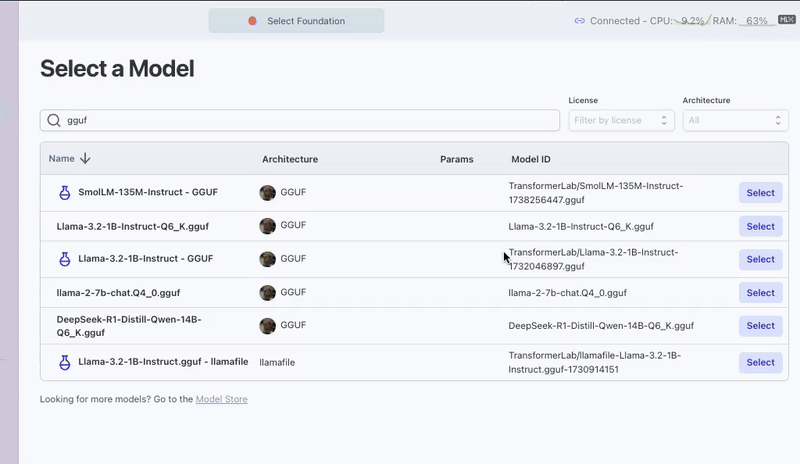 Select Foundation
Connected - CPU: 9.2% RAM: 63% MLX
Select a Model
License
Architecture
gguf
Filter by license
All
Name Architecture Params Model ID
SmolLM-135M-Instruct - GGUF GGUF TransformerLab/SmolLM-135M-Instruct-
1738256447.gguf
Select
Llama-3.2-1B-Instruct-Q6_K.gguf GGUF Llama-3.2-1B-Instruct-Q6_K.gguf Select
Llama-3.2-1B-Instruct - GGUF GGUF TransformerLab/Llama-3.2-1B-Instruct-
1732046897.gguf
Select
llama-2-7b-chat.Q4_0.gguf GGUF llama-2-7b-chat.Q4_0.gguf Select
DeepSeek-R1-Distill-Qwen-14B-
Q6_K.gguf
GGUF DeepSeek-R1-Distill-Qwen-14B-Q6_K.gguf Select
Llama-3.2-1B-Instruct.gguf - llamafile llamafile TransformerLab/llamafile-Llama-3.2-1B-
Instruct.gguf-1730914151
Select
Looking for more models? Go to the Model Store